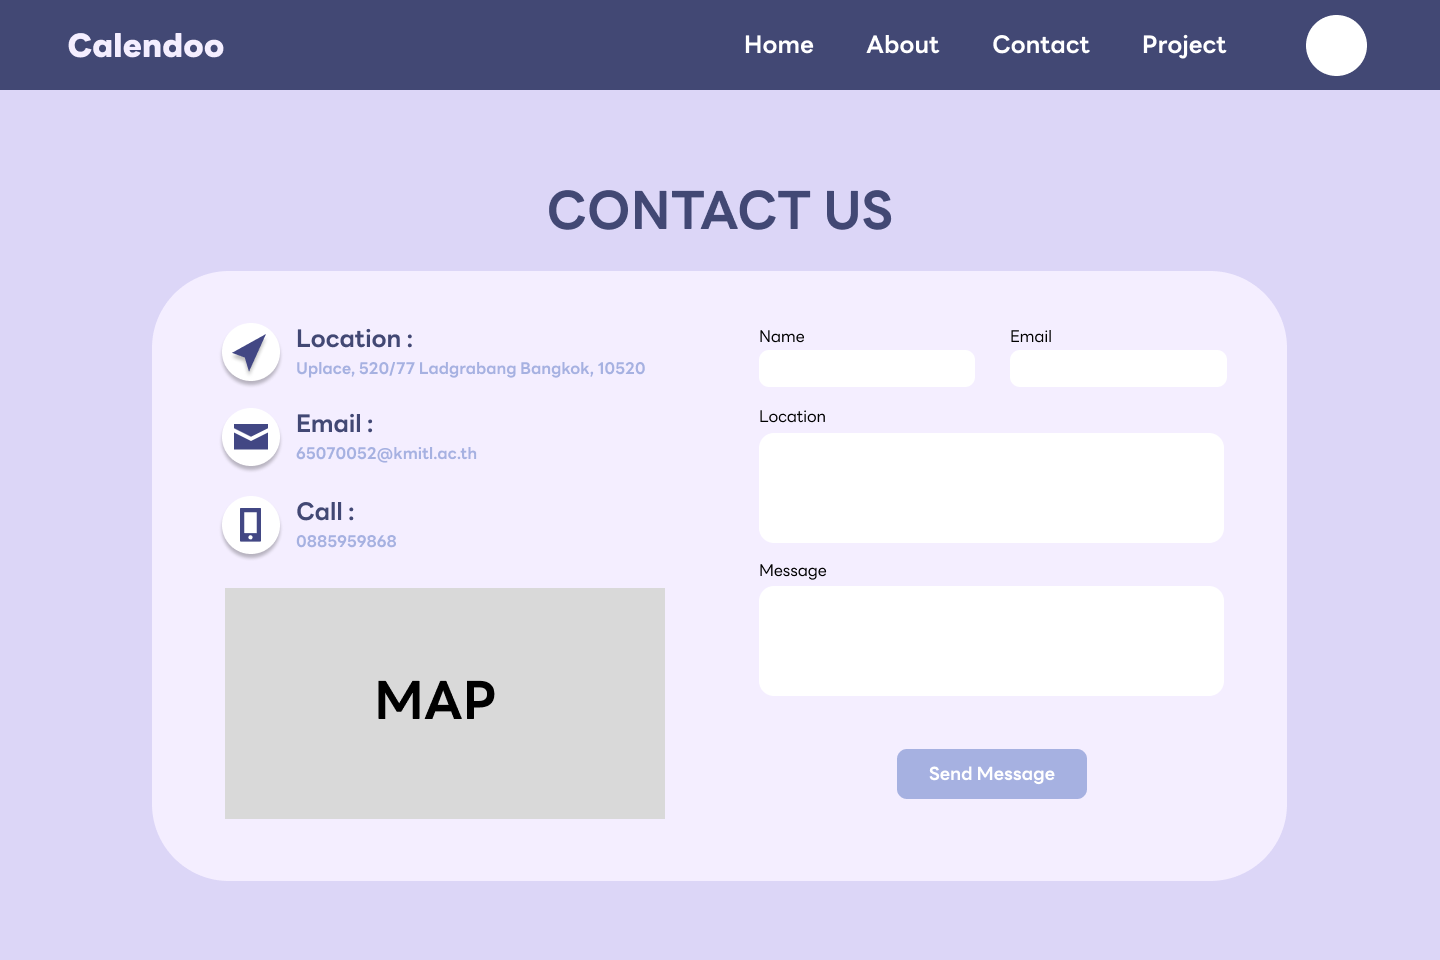 Calendoo
Home About Contact Project
CONTACT US
Location :
Uplace, 520/77 Ladgrabang Bangkok, 10520
Email :
65070052@kmitl.ac.th
Call :
0885959868
MAP
Name Email
Location
Message
Send Message